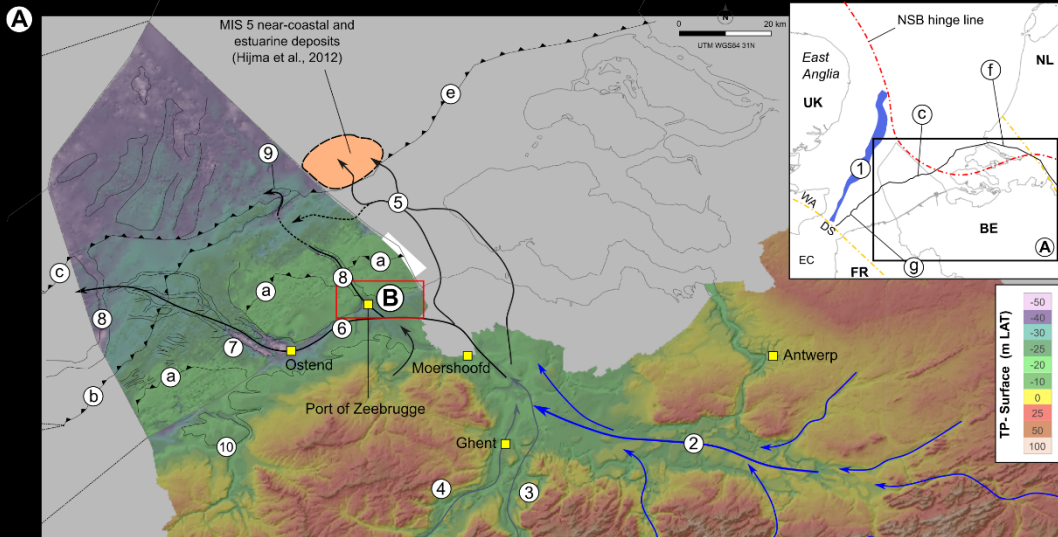 A
MIS 5 near-coastal and
estuarine deposits
(Hijma et al., 2012)
0
N
20 km
UTM WGS84 31N
e
9
5
c
8
a
a
8
B
6
7
Ostend
a
b
Moershoofd
Antwerp
Port of Zeebrugge
10
Ghent
2
4
3
NSB hinge line
East
Anglia
UK
NL
f
c
1
WA
DS
BE
EC
FR
g
A
TP- Surface (m LAT)
-50
-40
-30
-25
-20
-10
0
25
50
100